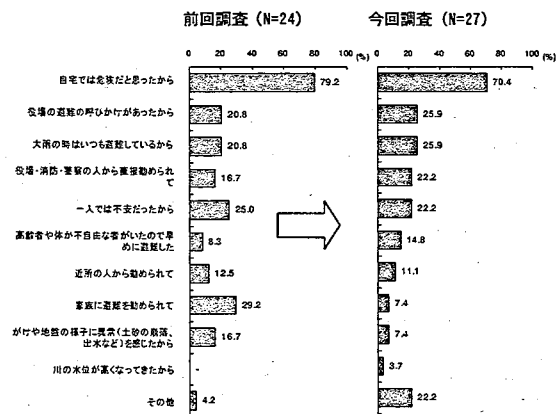 前回調査（N=24）
今回調査（N=27）
0 20 40 60 80 100 (%)
0 20 40 60 80 100 (%)
自宅では危険だと思ったから
79.2
70.4
役場の避難の呼びかけがあったから
20.8
25.9
大雨の時はいつも避難しているから
20.8
25.9
役場・消防・警察の人から直接勧められ
て
16.7
22.2
一人では不安だったから
25.0
22.2
高齢者や体が不自由な者がいたので早
めに避難した
8.3
14.8
近所の人から勧められて
12.5
11.1
家族に避難を勧められて
29.2
7.4
がけや地盤の様子に異常（土砂の崩落、
出水など）を感じたから
16.7
7.4
川の水位が高くなってきたから
3.7
その他
4.2
22.2